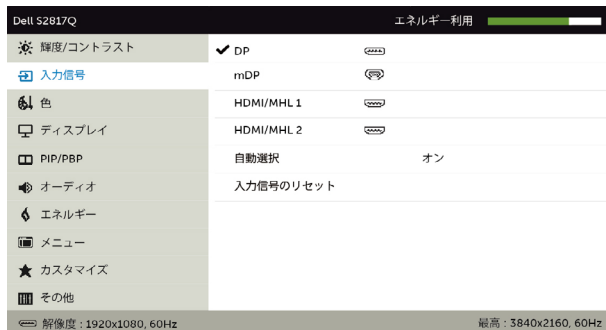 Dell S2817Q エネルギー利用
輝度/コントラスト
入力信号
色
ディスプレイ
PIP/PBP
オーディオ
エネルギー
メニュー
カスタマイズ
その他
DP
mDP
HDMI/MHL 1
HDMI/MHL 2
自動選択 オン
入力信号のリセット
解像度 : 1920x1080, 60Hz 最高 : 3840x2160, 60Hz